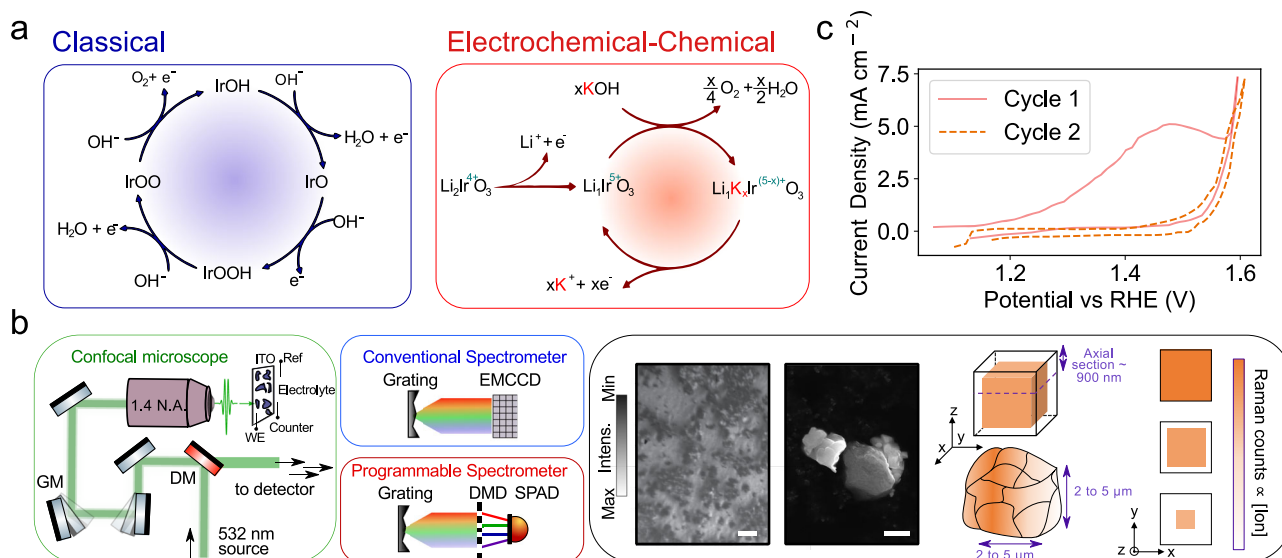 a
Classical
O₂+ e⁻
OH⁻
IrOH
OH⁻
H₂O + e⁻
IrOO
IrO
H₂O + e⁻
OH⁻
OH⁻
IrOOH
e⁻
Electrochemical-Chemical
xKOH
x/4 O₂ + x/2 H₂O
Li⁺ + e⁻
Li₂Ir⁴⁺O₃
Li₁Ir⁵⁺O₃
Li₁KₓIr⁽⁵⁻ˣ⁾⁺O₃
xK⁺ + xe⁻
c
Current Density (mA cm⁻²)
7.5
5.0
2.5
0.0
Cycle 1
Cycle 2
1.2
1.4
1.6
Potential vs RHE (V)
b
Confocal microscope
ITO
Ref
Electrolyte
1.4 N.A.
WE
Counter
GM
DM
to detector
532 nm
source
Conventional Spectrometer
Grating
EMCCD
Programmable Spectrometer
Grating
DMD
SPAD
Min
Intens.
Max
Axial
section ~
900 nm
z
y
x
2 to 5 µm
2 to 5 µm
y
z
x
Raman counts ∝ [Ion]